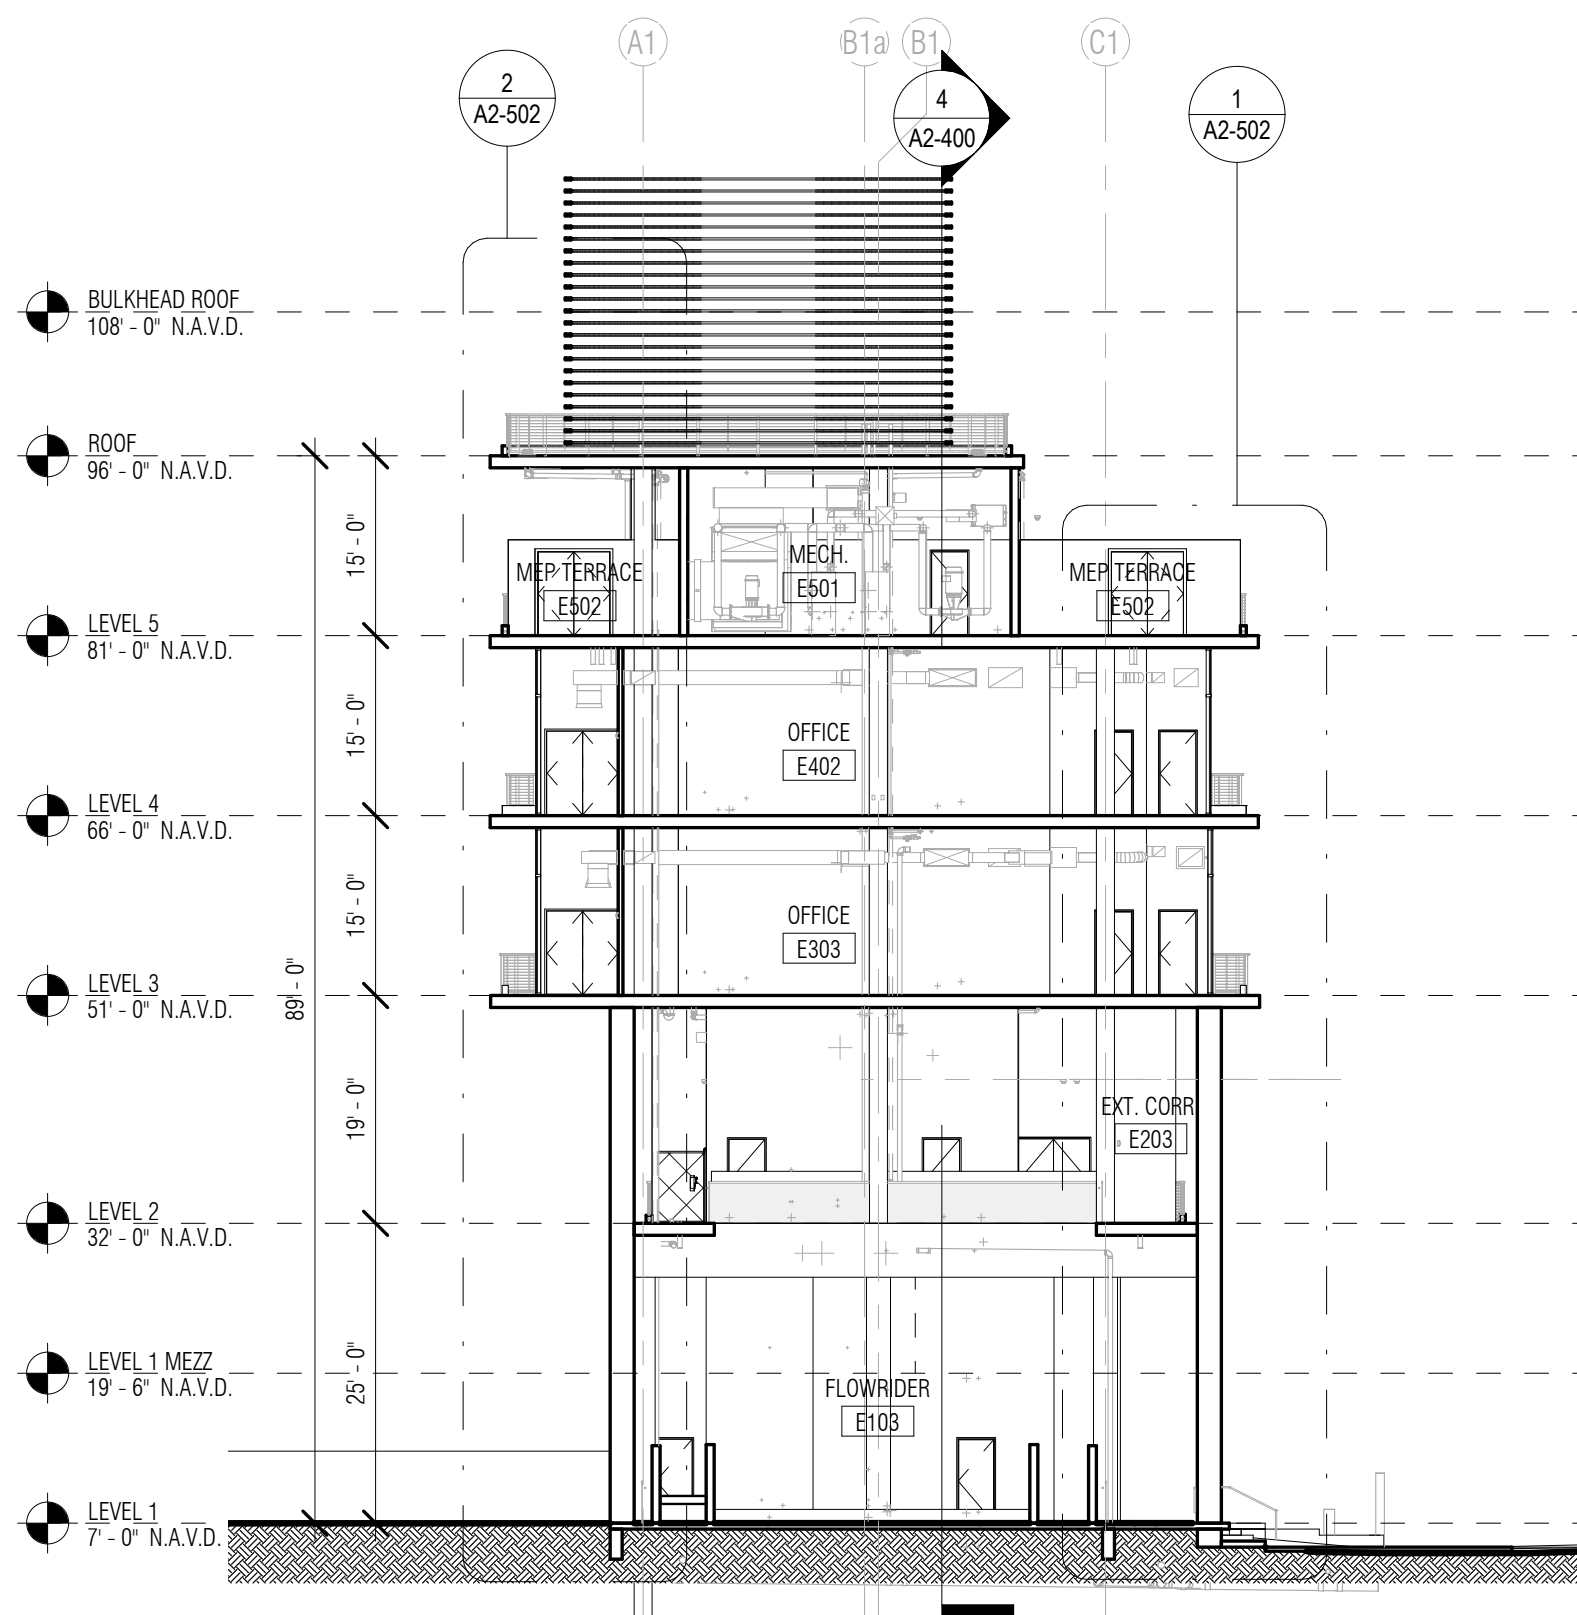 A1
B1a
B1
C1
2
A2-502
4
A2-400
1
A2-502
BULKHEAD ROOF
108' - 0" N.A.V.D.
ROOF
96' - 0" N.A.V.D.
15' - 0"
MECH.
E501
MEP TERRACE
E502
MEP TERRACE
E502
LEVEL 5
81' - 0" N.A.V.D.
15' - 0"
OFFICE
E402
LEVEL 4
66' - 0" N.A.V.D.
15' - 0"
OFFICE
E303
LEVEL 3
51' - 0" N.A.V.D.
89' - 0"
19' - 0"
EXT. CORR
E203
LEVEL 2
32' - 0" N.A.V.D.
25' - 0"
LEVEL 1 MEZZ
19' - 6" N.A.V.D.
FLOWRIDER
E103
LEVEL 1
7' - 0" N.A.V.D.